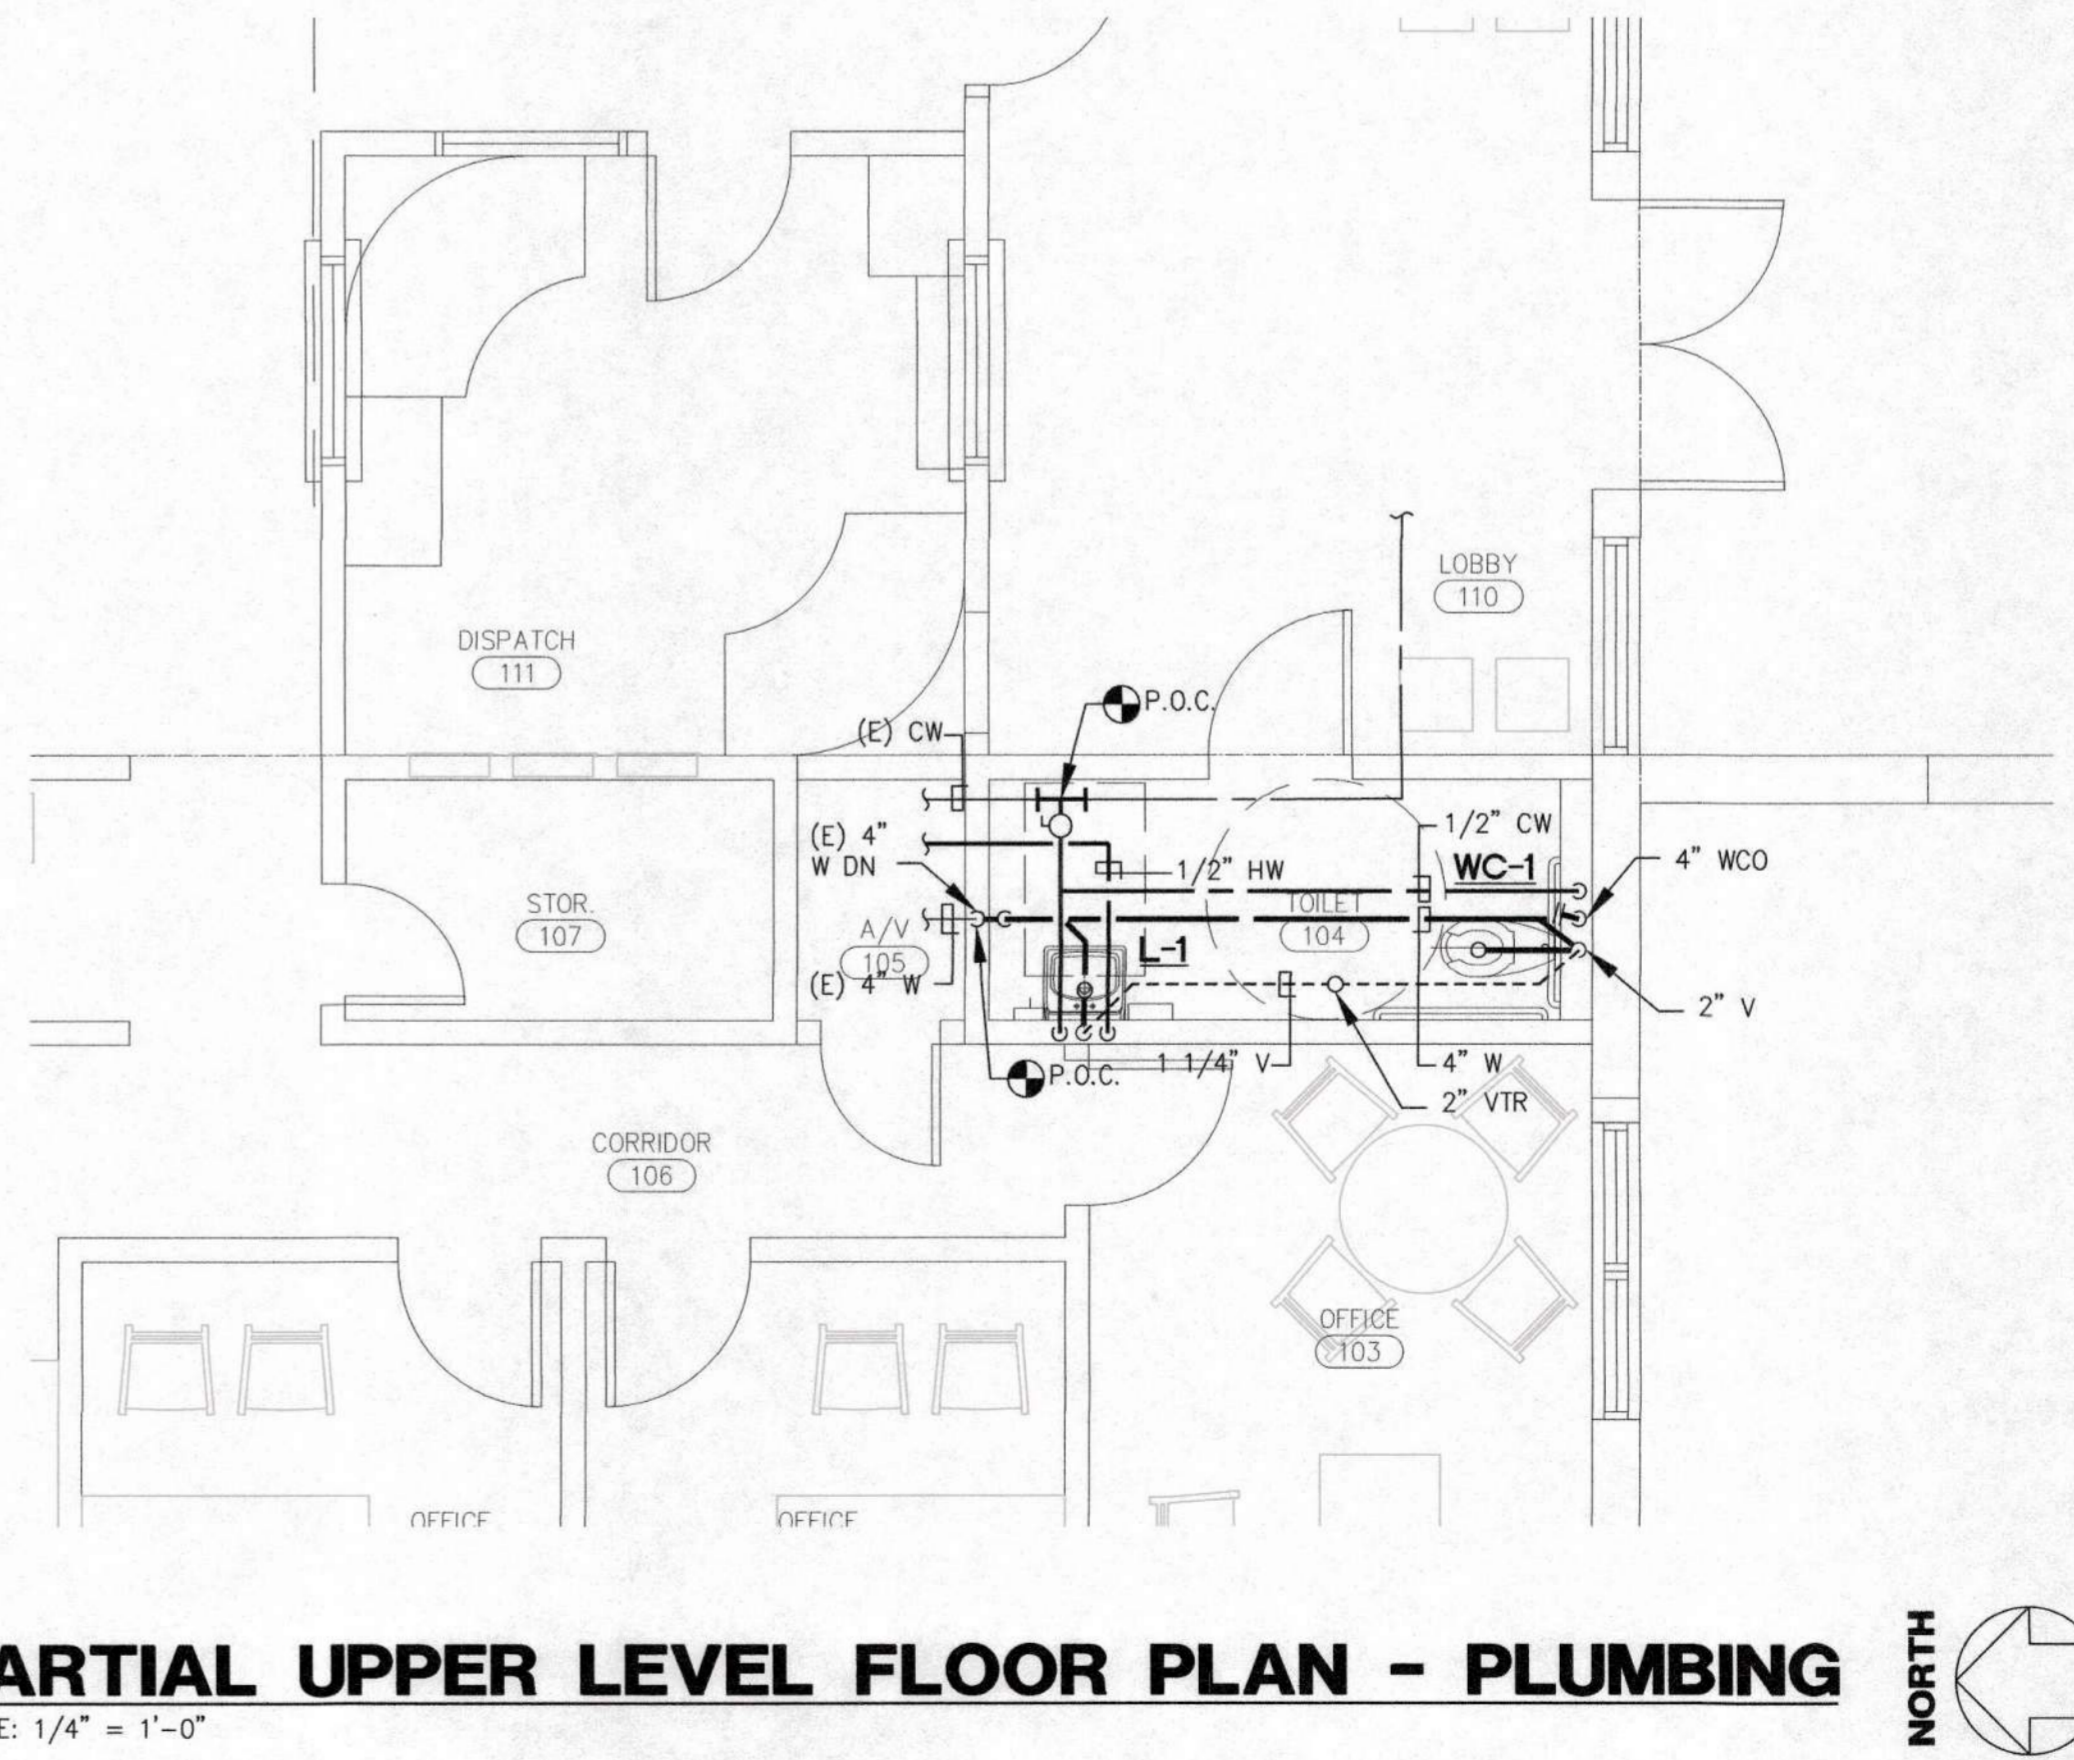 LOBBY
110
DISPATCH
111
P.O.C.
(E) CW
(E) 4"
W DN
1/2" CW
WC-1
4" WCO
1/2" HW
STOR.
107
A/V
105
(E) 4" W
TOILET
104
L-1
2" V
1 1/4" V
4" W
P.O.C.
2" VTR
CORRIDOR
106
OFFICE
103
OFFICE
OFFICE
ARTIAL UPPER LEVEL FLOOR PLAN - PLUMBING
E: 1/4" = 1'-0"
NORTH